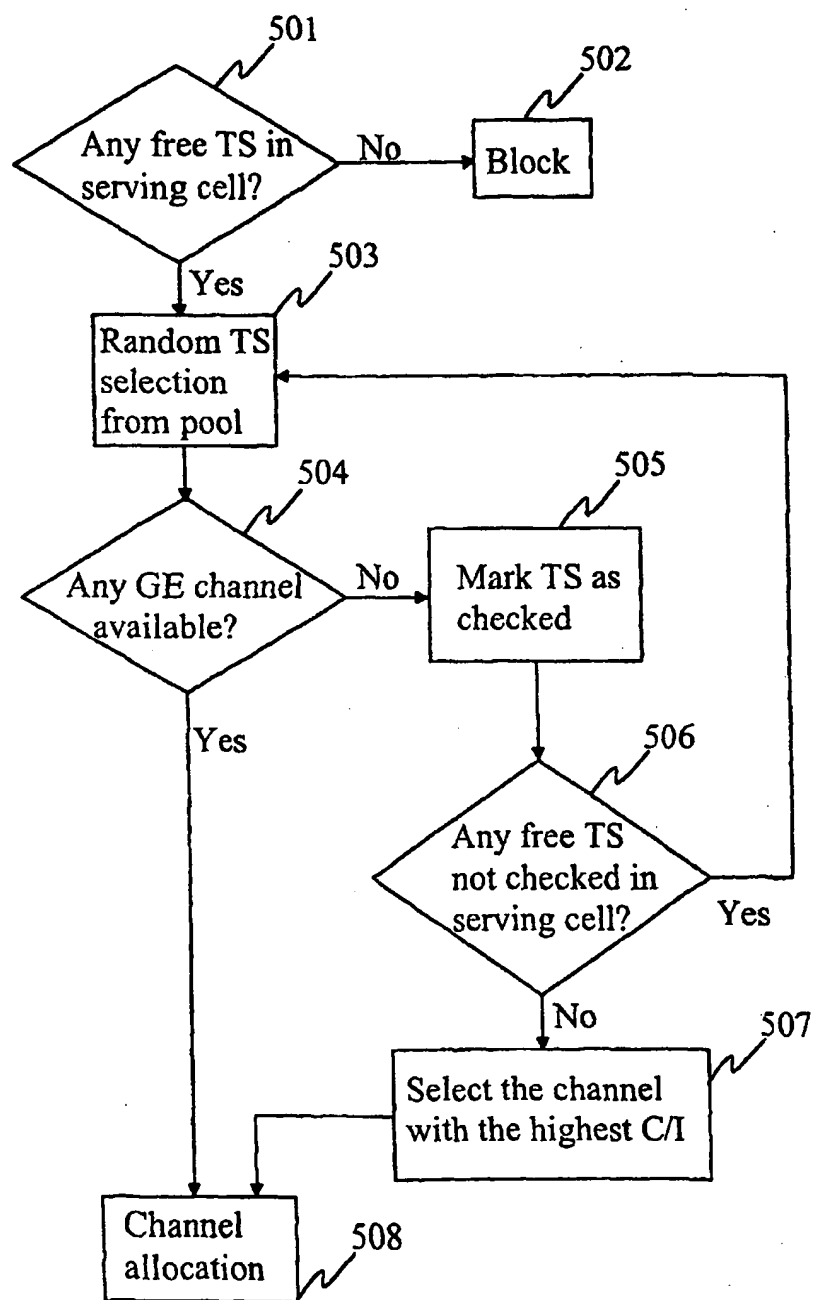 501
Any free TS in
serving cell?
No
502
Block
Yes
503
Random TS
selection
from pool
504
Any GE channel
available?
No
505
Mark TS as
checked
Yes
506
Any free TS
not checked in
serving cell?
Yes
No
507
Select the channel
with the highest C/I
Channel
allocation
508